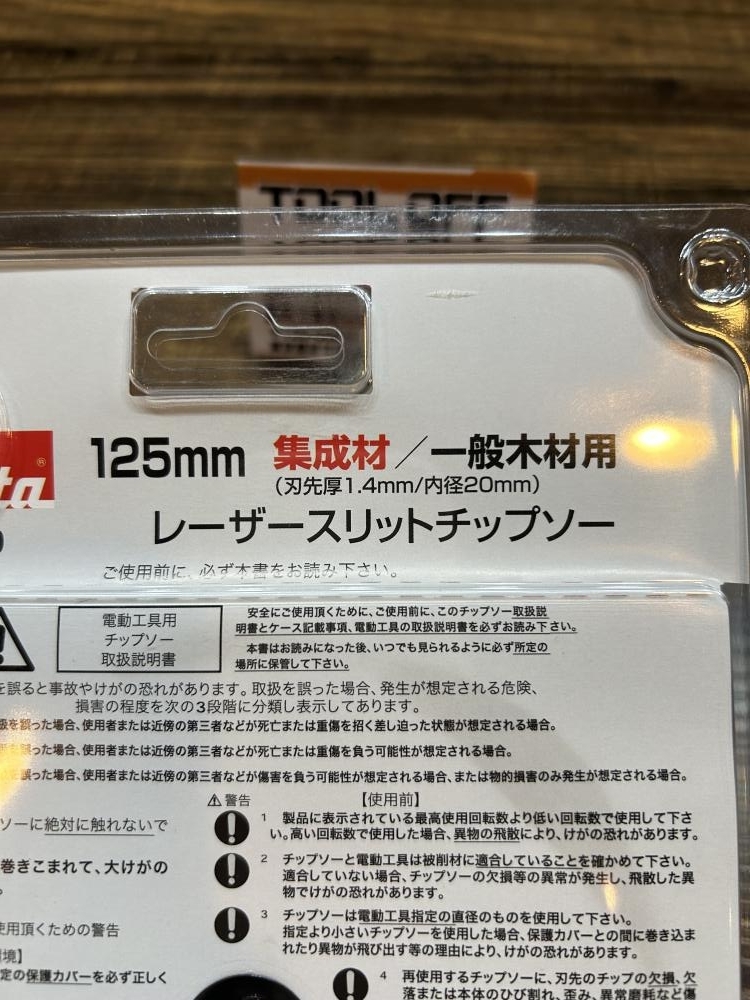 TOOL OFF
125mm 集成材／一般木材用
(刃先厚1.4mm/内径20mm)
ta®
レーザースリットチップソー
ご使用前に、必ず本書をお読み下さい。
電動工具用
チップソー
取扱説明書
安全にご使用頂くために、ご使用前に、このチップソー取扱説
明書とケース記載事項、電動工具の取扱説明書を必ずお読み下さい。
本書はお読みになった後、いつでも見られるように必ず所定の
場所に保管して下さい。
を誤ると事故やけがの恐れがあります。取扱を誤った場合、発生が想定される危険、
損害の程度を次の3段階に分類し表示してあります。
扱を誤った場合、使用者または近傍の第三者などが死亡または重傷を招く差し迫った状態が想定される場合。
扱を誤った場合、使用者または近傍の第三者などが死亡または重傷を負う可能性が想定される場合。
扱を誤った場合、使用者または近傍の第三者などが傷害を負う可能性が想定される場合、または物的損害のみ発生が想定される場合。
ソーに絶対に触れないで
巻きこまれて、大けがの
。
使用頂くための警告
環境】
定の保護カバーを必ず正しく
⚠警告 【使用前】
1 製品に表示されている最高使用回転数より低い回転数で使用して下さ
い。高い回転数で使用した場合、異物の飛散により、けがの恐れがあります。
2 チップソーと電動工具は被削材に適合していることを確かめて下さい。
適合していない場合、チップソーの欠損等の異常が発生し、飛散した異
物でけがの恐れがあります。
3 チップソーは電動工具指定の直径のものを使用して下さい。
指定より小さいチップソーを使用した場合、保護カバーとの間に巻き込ま
れたり異物が飛び出す等の理由により、けがの恐れがあります。
4 再使用するチップソーに、刃先のチップの欠損、欠
落または本体のひび割れ、歪み、異常磨耗など傷